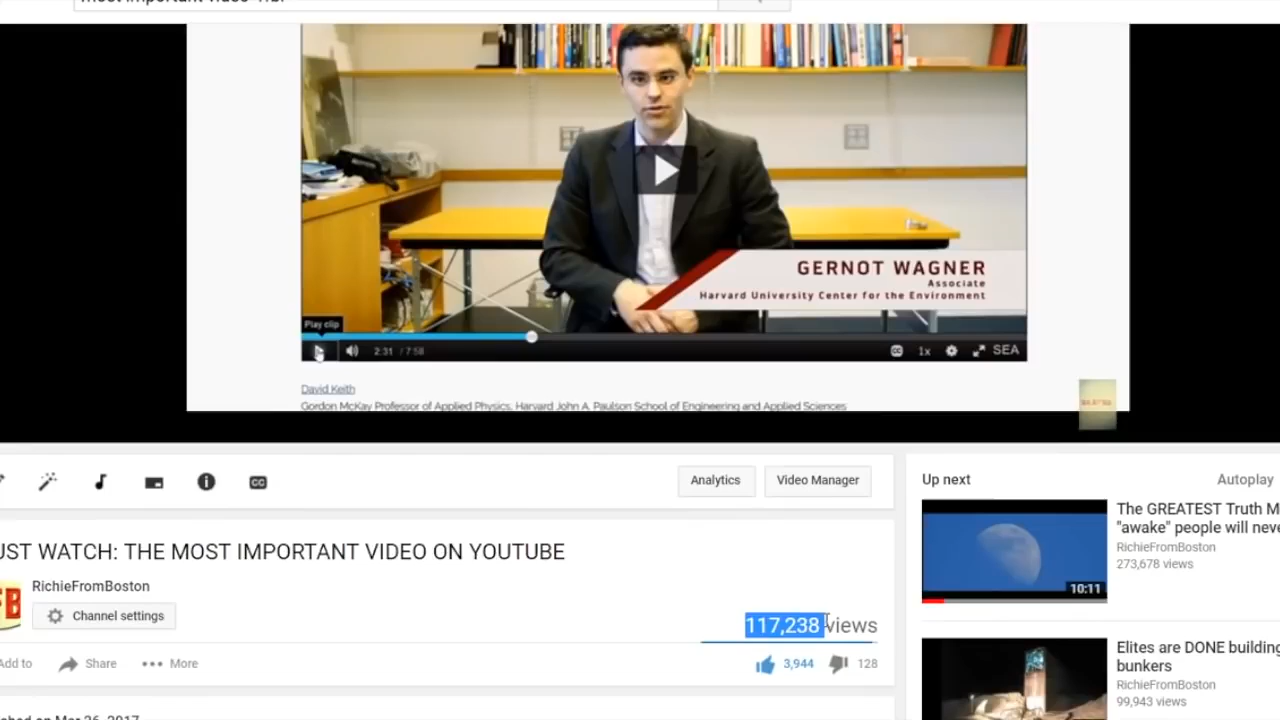 GERNOT WAGNER
Associate
Harvard University Center for the Environment
Play clip
2:31 / 7:58
CC
1x
SEA
David Keith
Gordon McKay Professor of Applied Physics, Harvard John A. Paulson School of Engineering and Applied Sciences
CC
Analytics
Video Manager
UST WATCH: THE MOST IMPORTANT VIDEO ON YOUTUBE
RichieFromBoston
Channel settings
117,238 views
Add to
Share
More
3,944
128
Up next
Autoplay
10:11
The GREATEST Truth M
"awake" people will neve
RichieFromBoston
273,678 views
Elites are DONE building
bunkers
RichieFromBoston
99,943 views